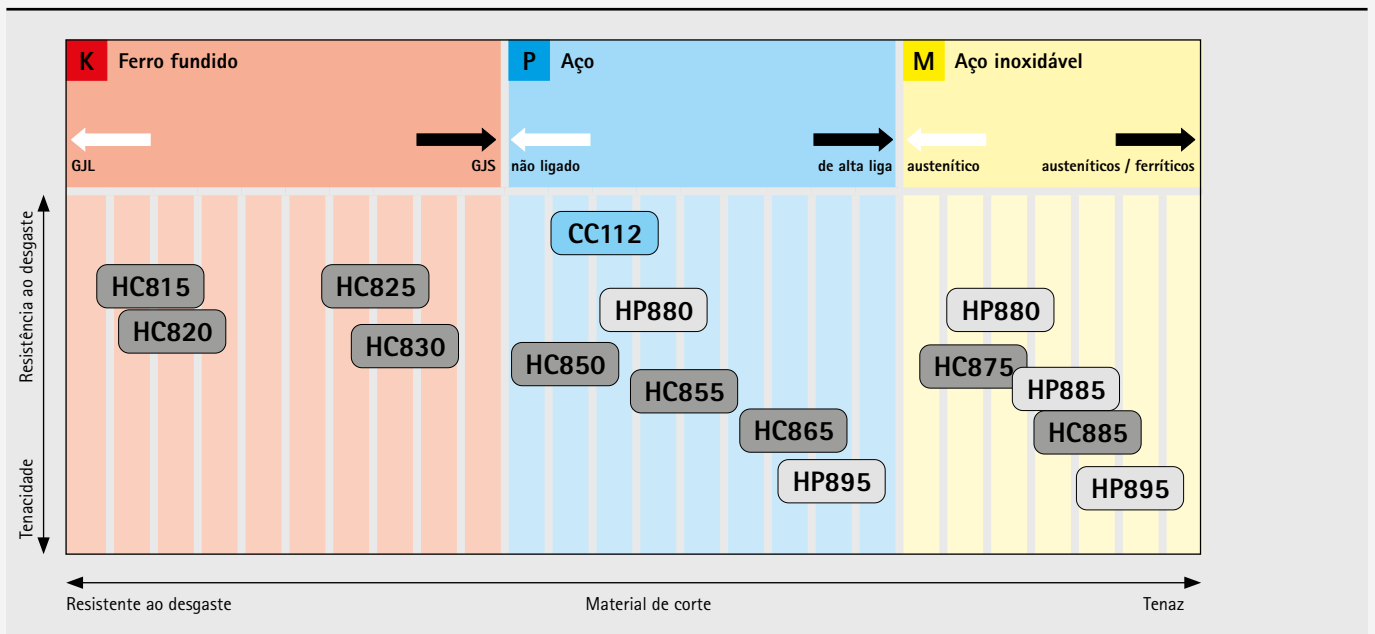 K Ferro fundido
P Aço
M Aço inoxidável
GJL
GJS
não ligado
de alta liga
austenítico
austeníticos / ferríticos
Resistência ao desgaste
Tenacidade
CC112
HC815
HC825
HP880
HP880
HC820
HC830
HC850
HC875
HC855
HP885
HC865
HC885
HP895
HP895
Resistente ao desgaste
Material de corte
Tenaz